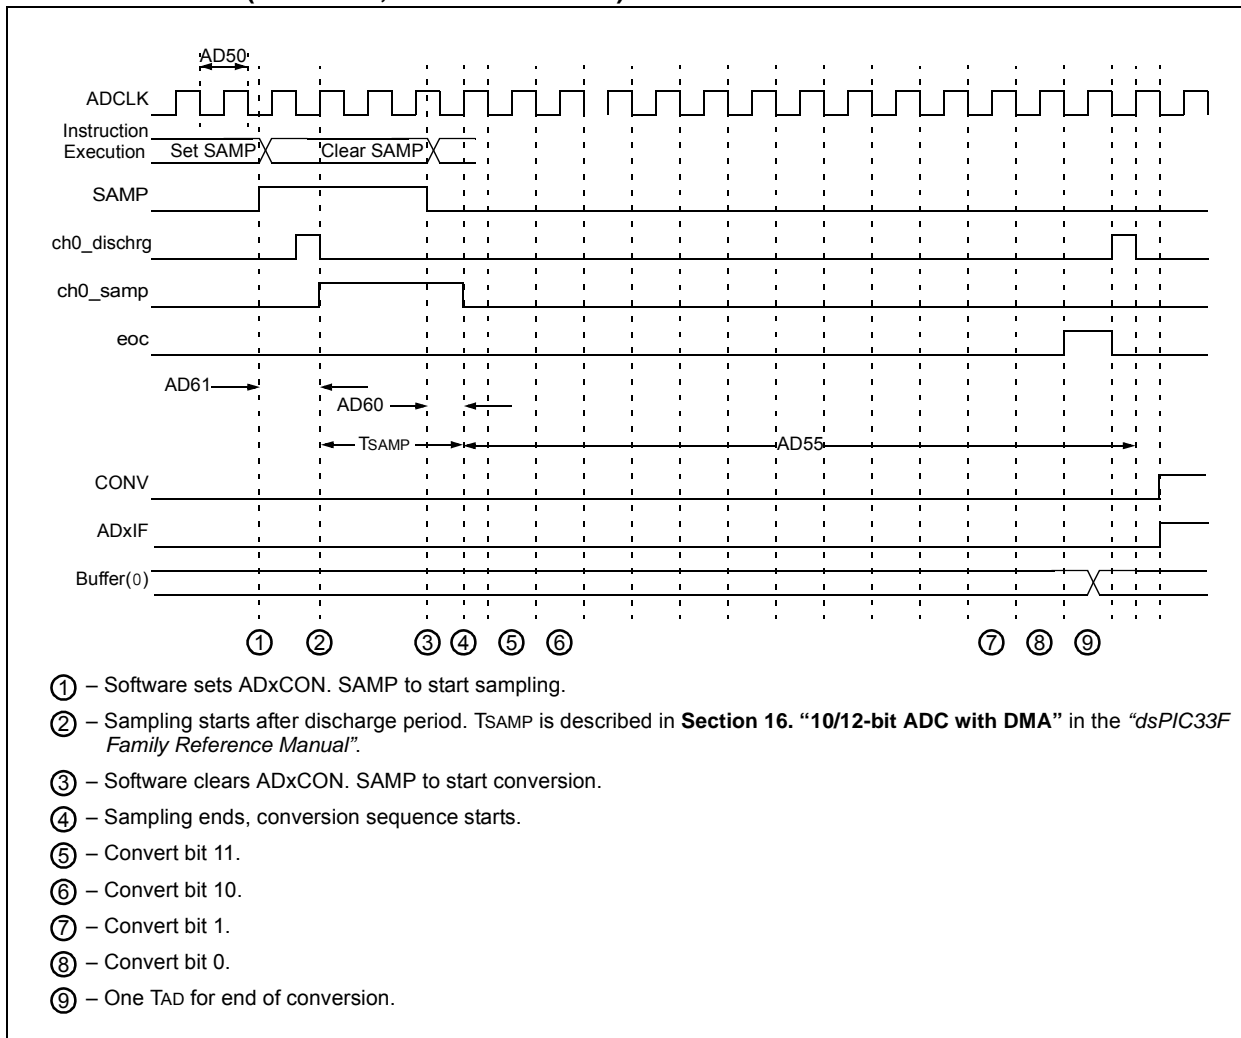 AD50
ADCLK
Instruction
Execution
Set SAMP
Clear SAMP
SAMP
ch0_dischrg
ch0_samp
eoc
AD61
AD60
TSAMP
AD55
CONV
ADxIF
Buffer(0)
1 2 3 4 5 6 7 8 9
1 – Software sets ADxCON. SAMP to start sampling.
2 – Sampling starts after discharge period. TSAMP is described in Section 16. “10/12-bit ADC with DMA” in the “dsPIC33F
Family Reference Manual”.
3 – Software clears ADxCON. SAMP to start conversion.
4 – Sampling ends, conversion sequence starts.
5 – Convert bit 11.
6 – Convert bit 10.
7 – Convert bit 1.
8 – Convert bit 0.
9 – One TAD for end of conversion.